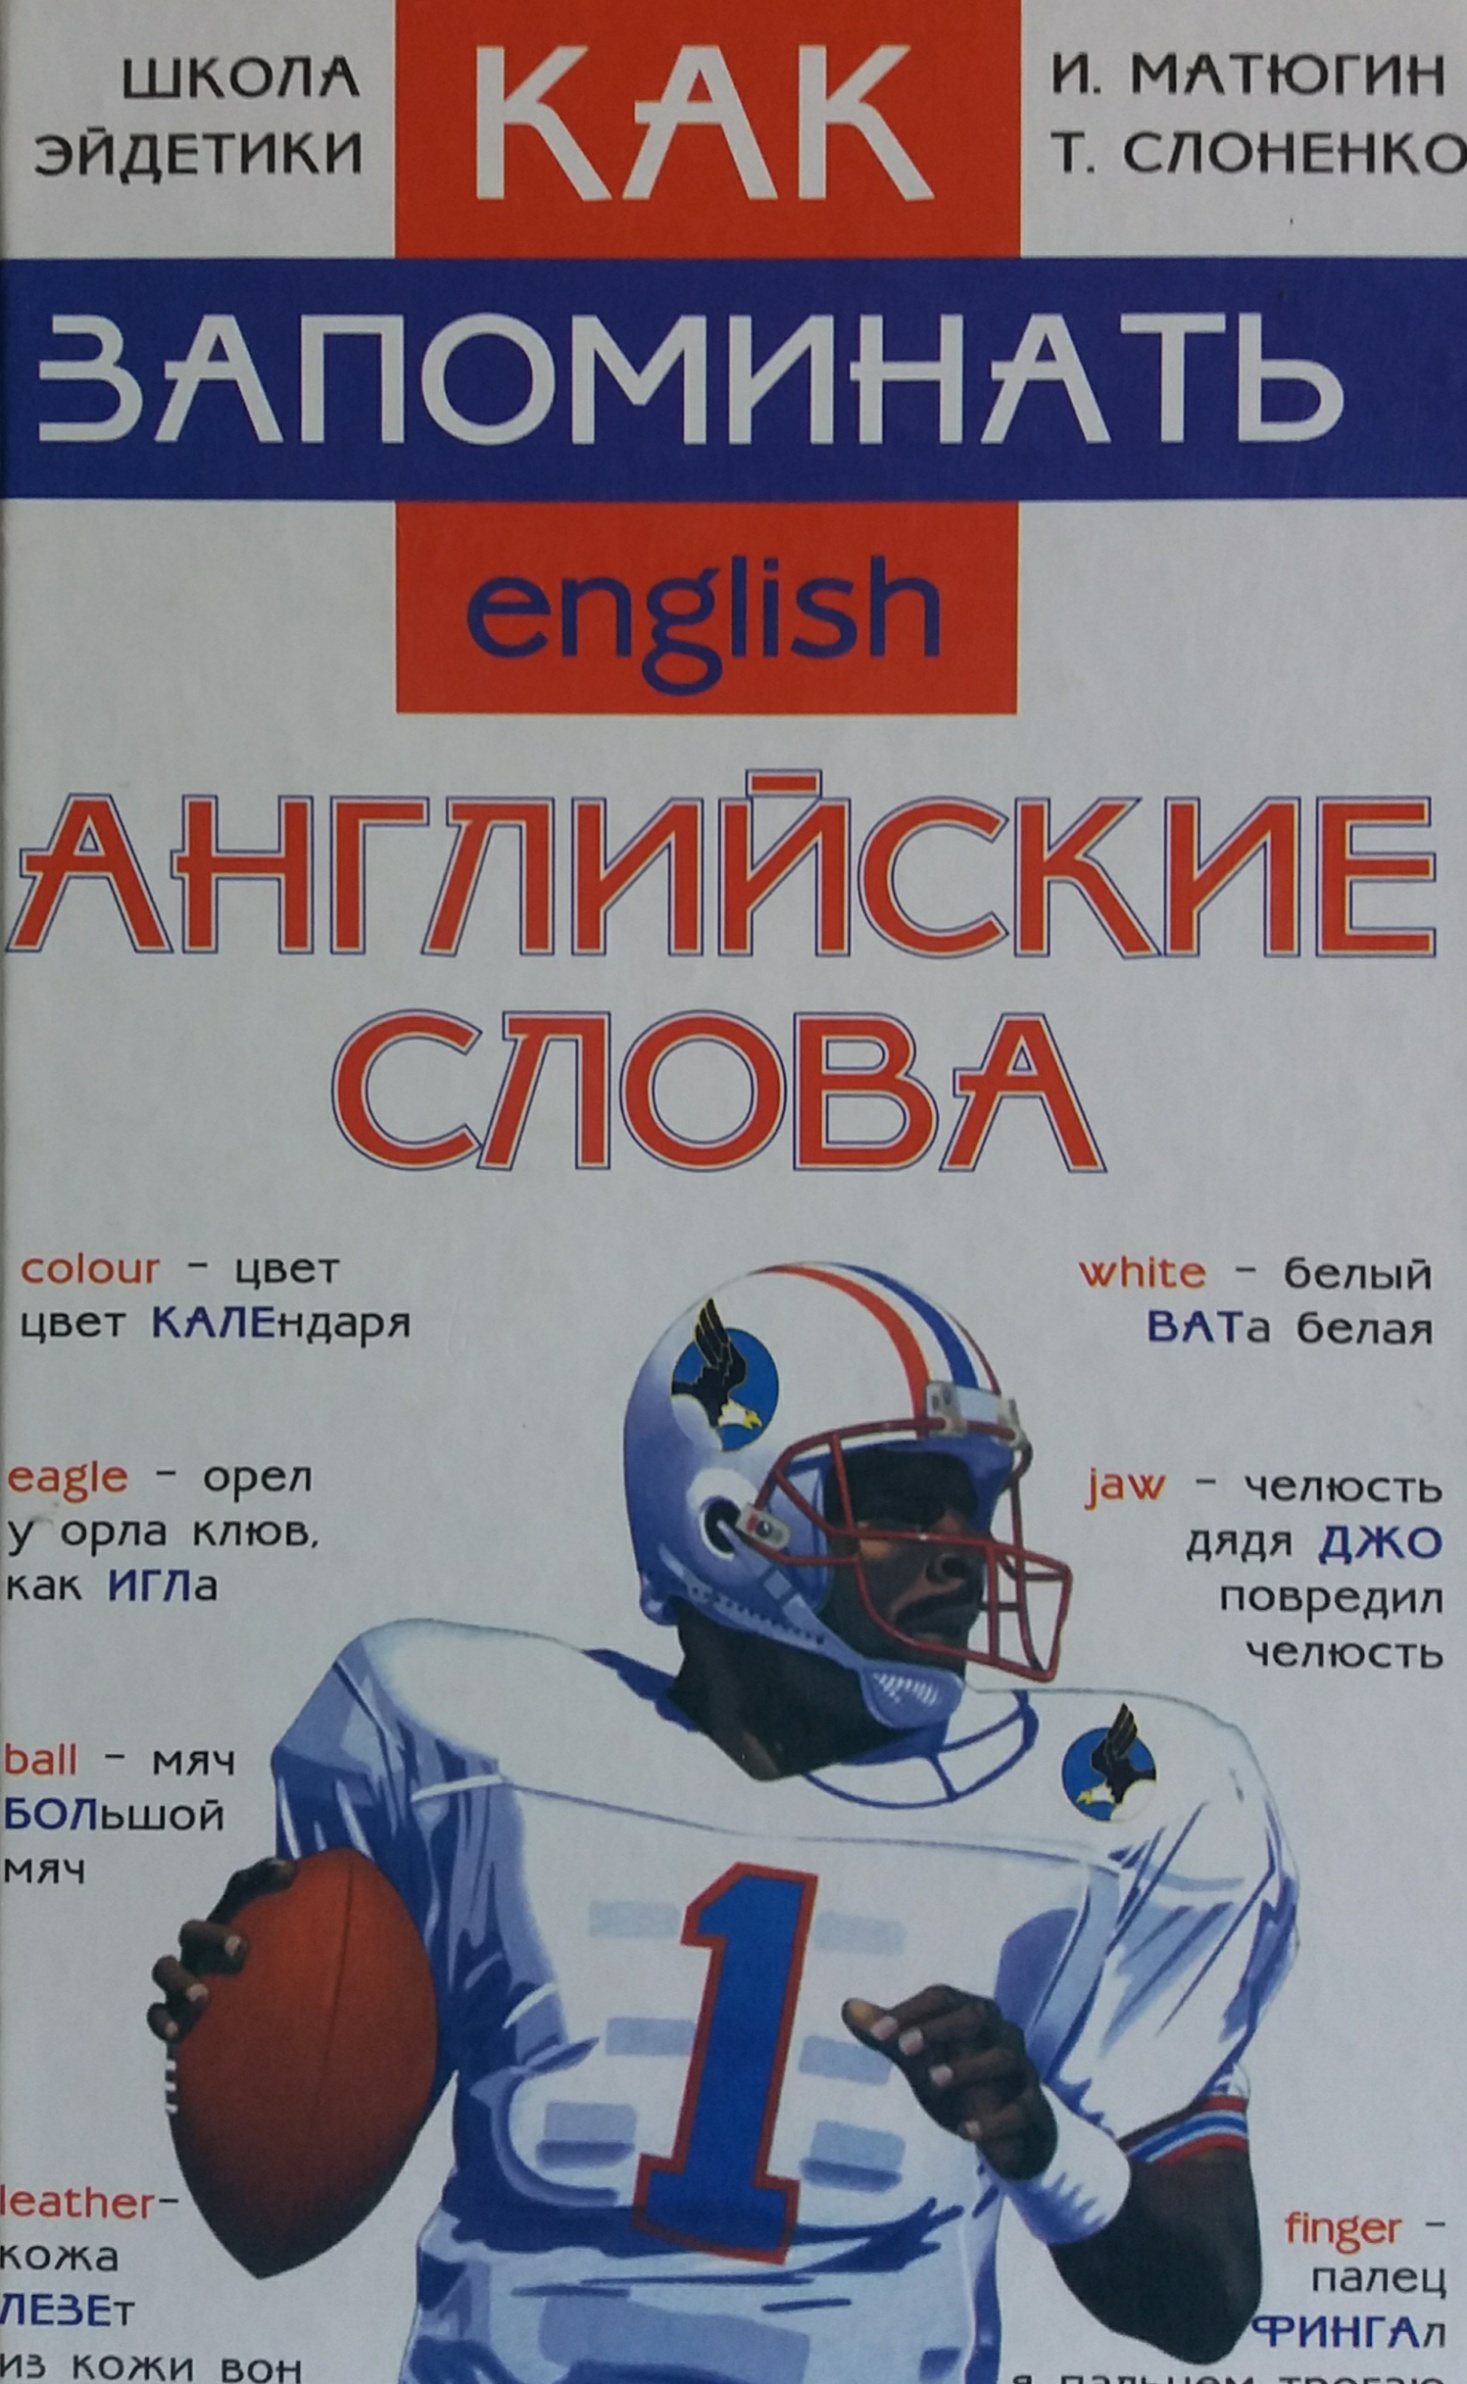 ШКОЛА
ЭЙДЕТИКИ
КАК
И. МАТЮГИН
Т. СЛОНЕНКО
ЗАПОМИНАТЬ
english
АНГЛИЙСКИЕ
СЛОВА
colour – цвет
цвет КАЛЕндаря
white – белый
ВАТа белая
eagle – орел
у орла клюв,
как ИГЛа
jaw – челюсть
дядя ДЖО
повредил
челюсть
ball – мяч
БОЛьшой
мяч
1
leather–
кожа
ЛЕЗЕт
из кожи вон
finger –
палец
ФИНГАл
я пальцем трогаю